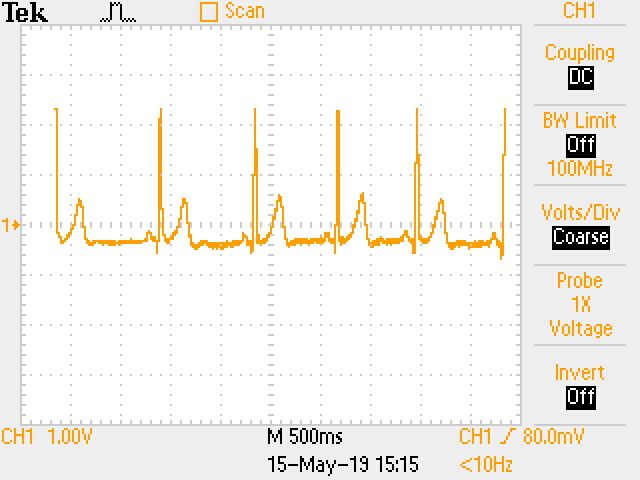 Tek
Scan
CH1
Coupling
DC
BW Limit
Off
100MHz
Volts/Div
Coarse
Probe
1X
Voltage
Invert
Off
1
CH1 1.00V
M 500ms
CH1 80.0mV
15-May-19 15:15
<10Hz